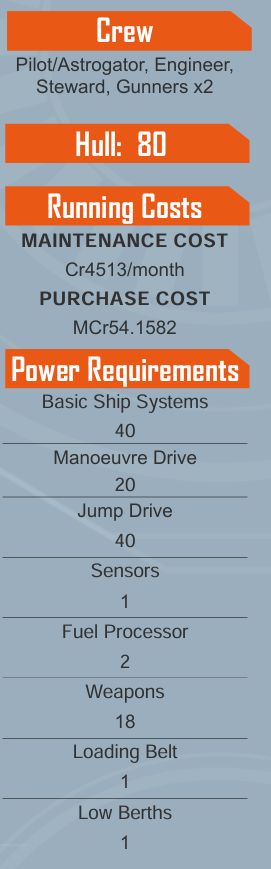 Crew
Pilot/Astrogator, Engineer,
Steward, Gunners x2
Hull: 80
Running Costs
MAINTENANCE COST
Cr4513/month
PURCHASE COST
MCr54.1582
Power Requirements
Basic Ship Systems
40
Manoeuvre Drive
20
Jump Drive
40
Sensors
1
Fuel Processor
2
Weapons
18
Loading Belt
1
Low Berths
1